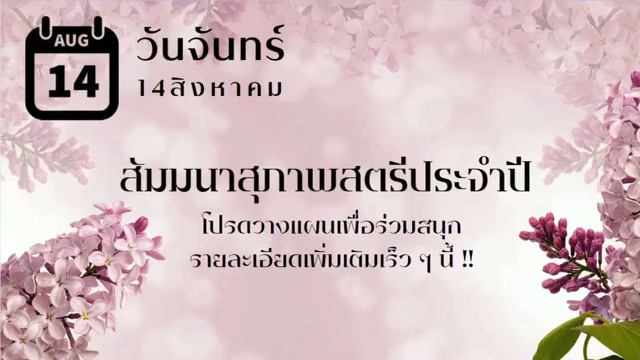 AUG
14
วันจันทร์
14สิงหาคม
สัมมนาสุภาพสตรีประจำปี
โปรดวางแผนเพื่อร่วมสนุก
รายละเอียดเพิ่มเติมเร็ว ๆ นี้ !!